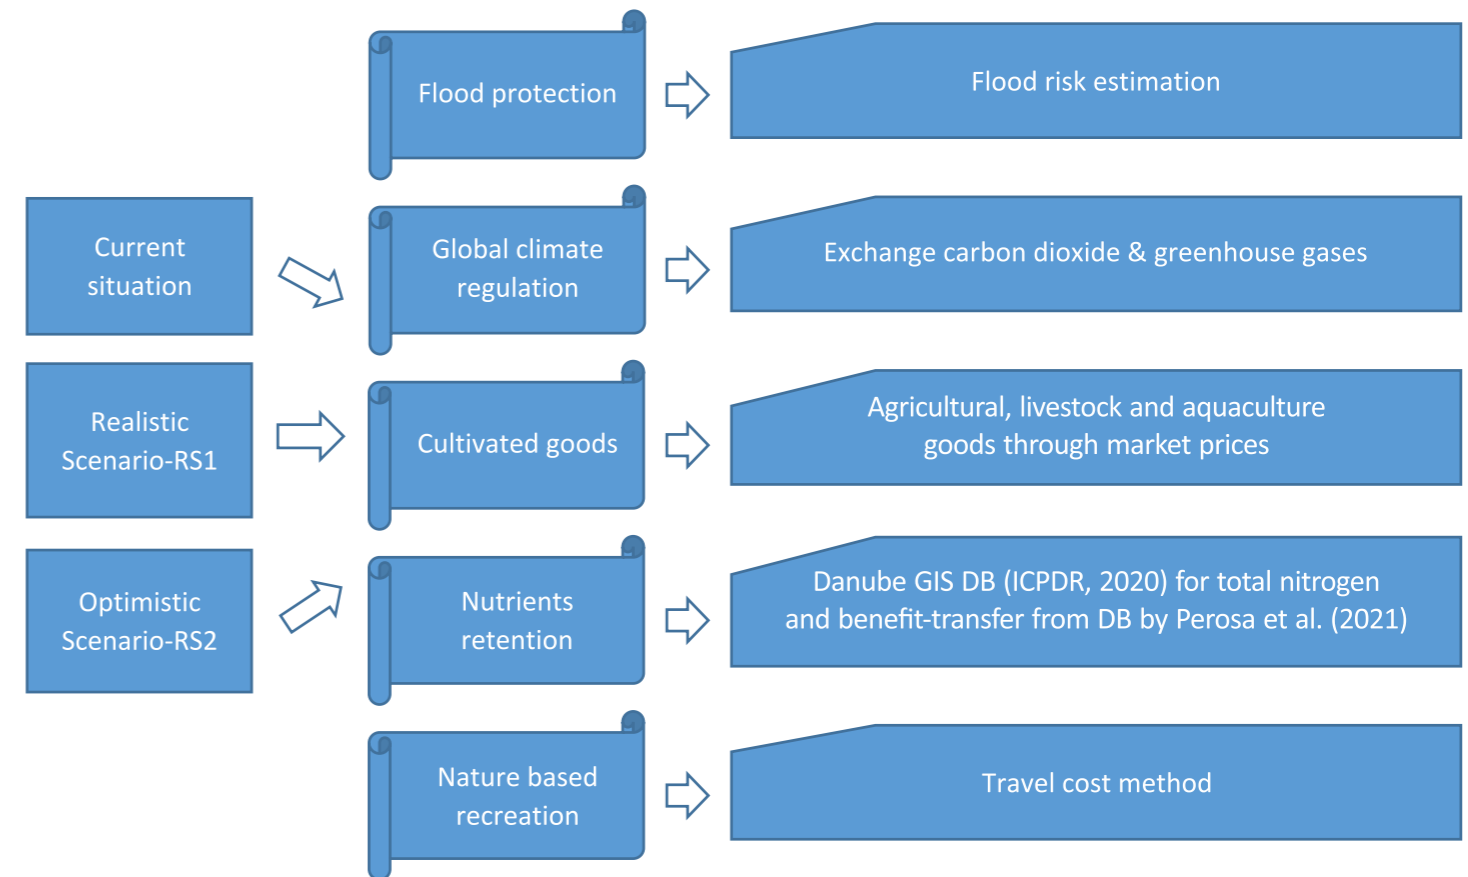 Flood protection
Flood risk estimation
Current
situation
Global climate
regulation
Exchange carbon dioxide & greenhouse gases
Realistic
Scenario-RS1
Cultivated goods
Agricultural, livestock and aquaculture
goods through market prices
Optimistic
Scenario-RS2
Nutrients
retention
Danube GIS DB (ICPDR, 2020) for total nitrogen
and benefit-transfer from DB by Perosa et al. (2021)
Nature based
recreation
Travel cost method